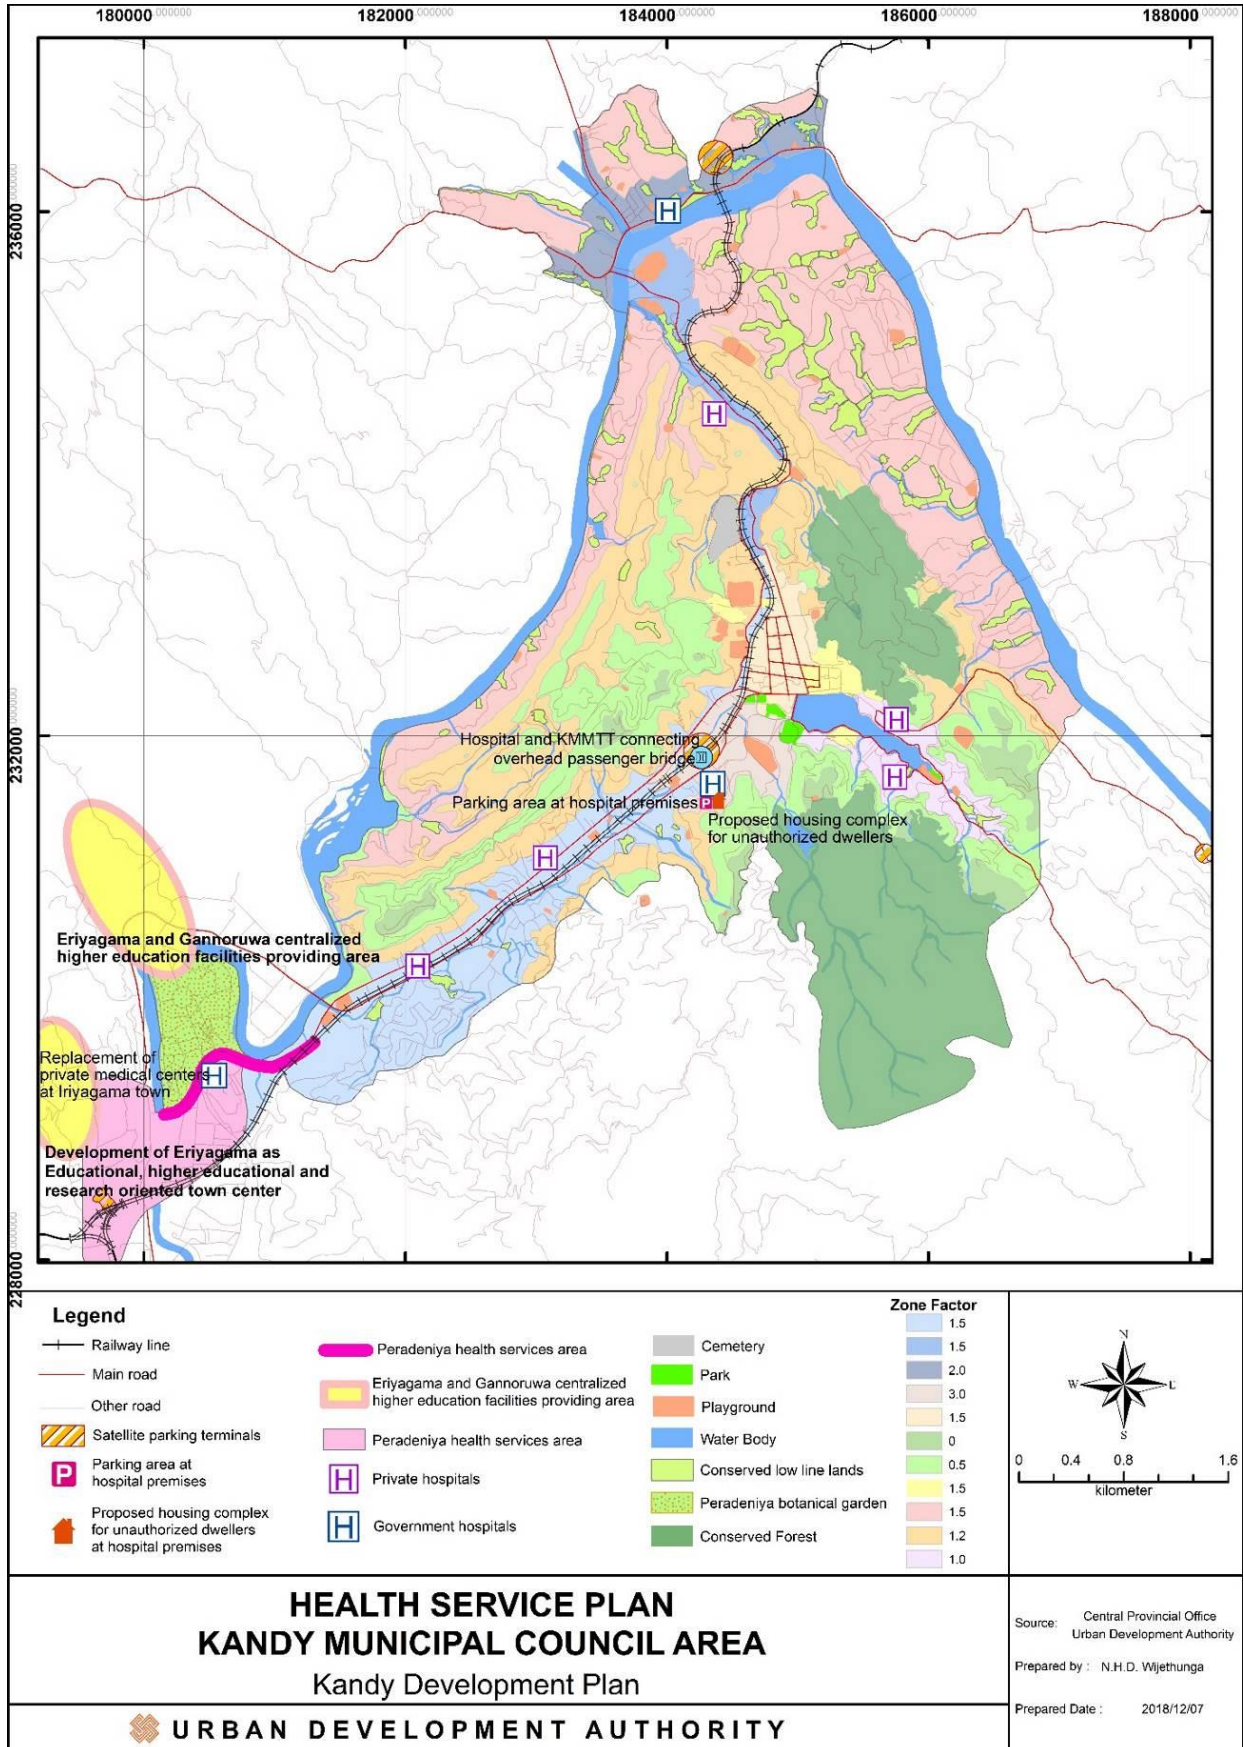 180000.000000 182000.000000 184000.000000 186000.000000 188000.000000
236000.000000
232000.000000
228000.000000
H
H
H
Hospital and KMMTT connecting
overhead passenger bridge
H
H
H
Parking area at hospital premises
P
Proposed housing complex
for unauthorized dwellers
H
H
Eriyagama and Gannoruwa centralized
higher education facilities providing area
Replacement of
private medical centers
at Iriyagama town
H
Development of Eriyagama as
Educational, higher educational and
research oriented town center
Legend
Railway line
Main road
Other road
Satellite parking terminals
P
Parking area at
hospital premises
Proposed housing complex
for unauthorized dwellers
at hospital premises
Peradeniya health services area
Eriyagama and Gannoruwa centralized
higher education facilities providing area
Peradeniya health services area
H Private hospitals
H Government hospitals
Cemetery
Park
Playground
Water Body
Conserved low line lands
Peradeniya botanical garden
Conserved Forest
Zone Factor
1.5
1.5
2.0
3.0
1.5
0
0.5
1.5
1.5
1.2
1.0
N
W E
S
0 0.4 0.8 1.6
kilometer
HEALTH SERVICE PLAN
KANDY MUNICIPAL COUNCIL AREA
Kandy Development Plan
URBAN DEVELOPMENT AUTHORITY
Source: Central Provincial Office
Urban Development Authority
Prepared by : N.H.D. Wijethunga
Prepared Date : 2018/12/07